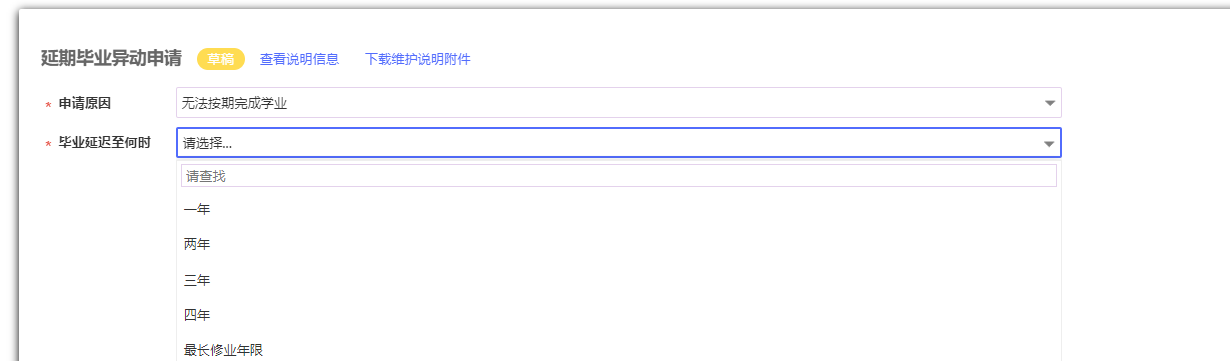 延期毕业异动申请 草稿 查看说明信息 下载维护说明附件
* 申请原因 无法按期完成学业
* 毕业延迟至何时 请选择...
请查找
一年
两年
三年
四年
最长修业年限